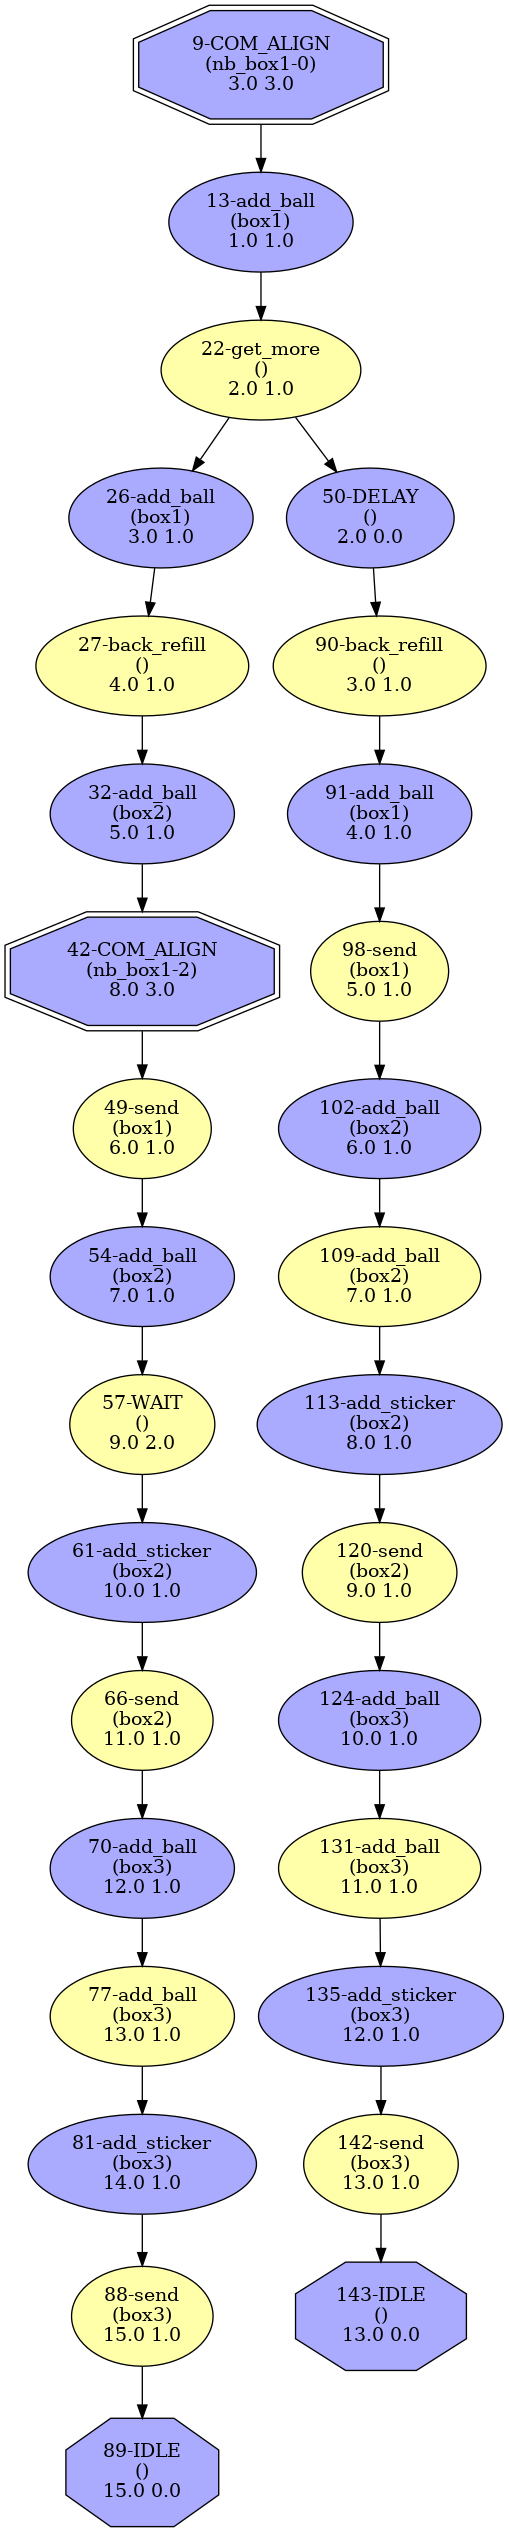 9-COM_ALIGN
(nb_box1-0)
3.0 3.0
13-add_ball
(box1)
1.0 1.0
22-get_more
()
2.0 1.0
26-add_ball
(box1)
3.0 1.0
50-DELAY
()
2.0 0.0
27-back_refill
()
4.0 1.0
90-back_refill
()
3.0 1.0
32-add_ball
(box2)
5.0 1.0
91-add_ball
(box1)
4.0 1.0
42-COM_ALIGN
(nb_box1-2)
8.0 3.0
98-send
(box1)
5.0 1.0
49-send
(box1)
6.0 1.0
102-add_ball
(box2)
6.0 1.0
54-add_ball
(box2)
7.0 1.0
109-add_ball
(box2)
7.0 1.0
57-WAIT
()
9.0 2.0
113-add_sticker
(box2)
8.0 1.0
61-add_sticker
(box2)
10.0 1.0
120-send
(box2)
9.0 1.0
66-send
(box2)
11.0 1.0
124-add_ball
(box3)
10.0 1.0
70-add_ball
(box3)
12.0 1.0
131-add_ball
(box3)
11.0 1.0
77-add_ball
(box3)
13.0 1.0
135-add_sticker
(box3)
12.0 1.0
81-add_sticker
(box3)
14.0 1.0
142-send
(box3)
13.0 1.0
88-send
(box3)
15.0 1.0
143-IDLE
()
13.0 0.0
89-IDLE
()
15.0 0.0